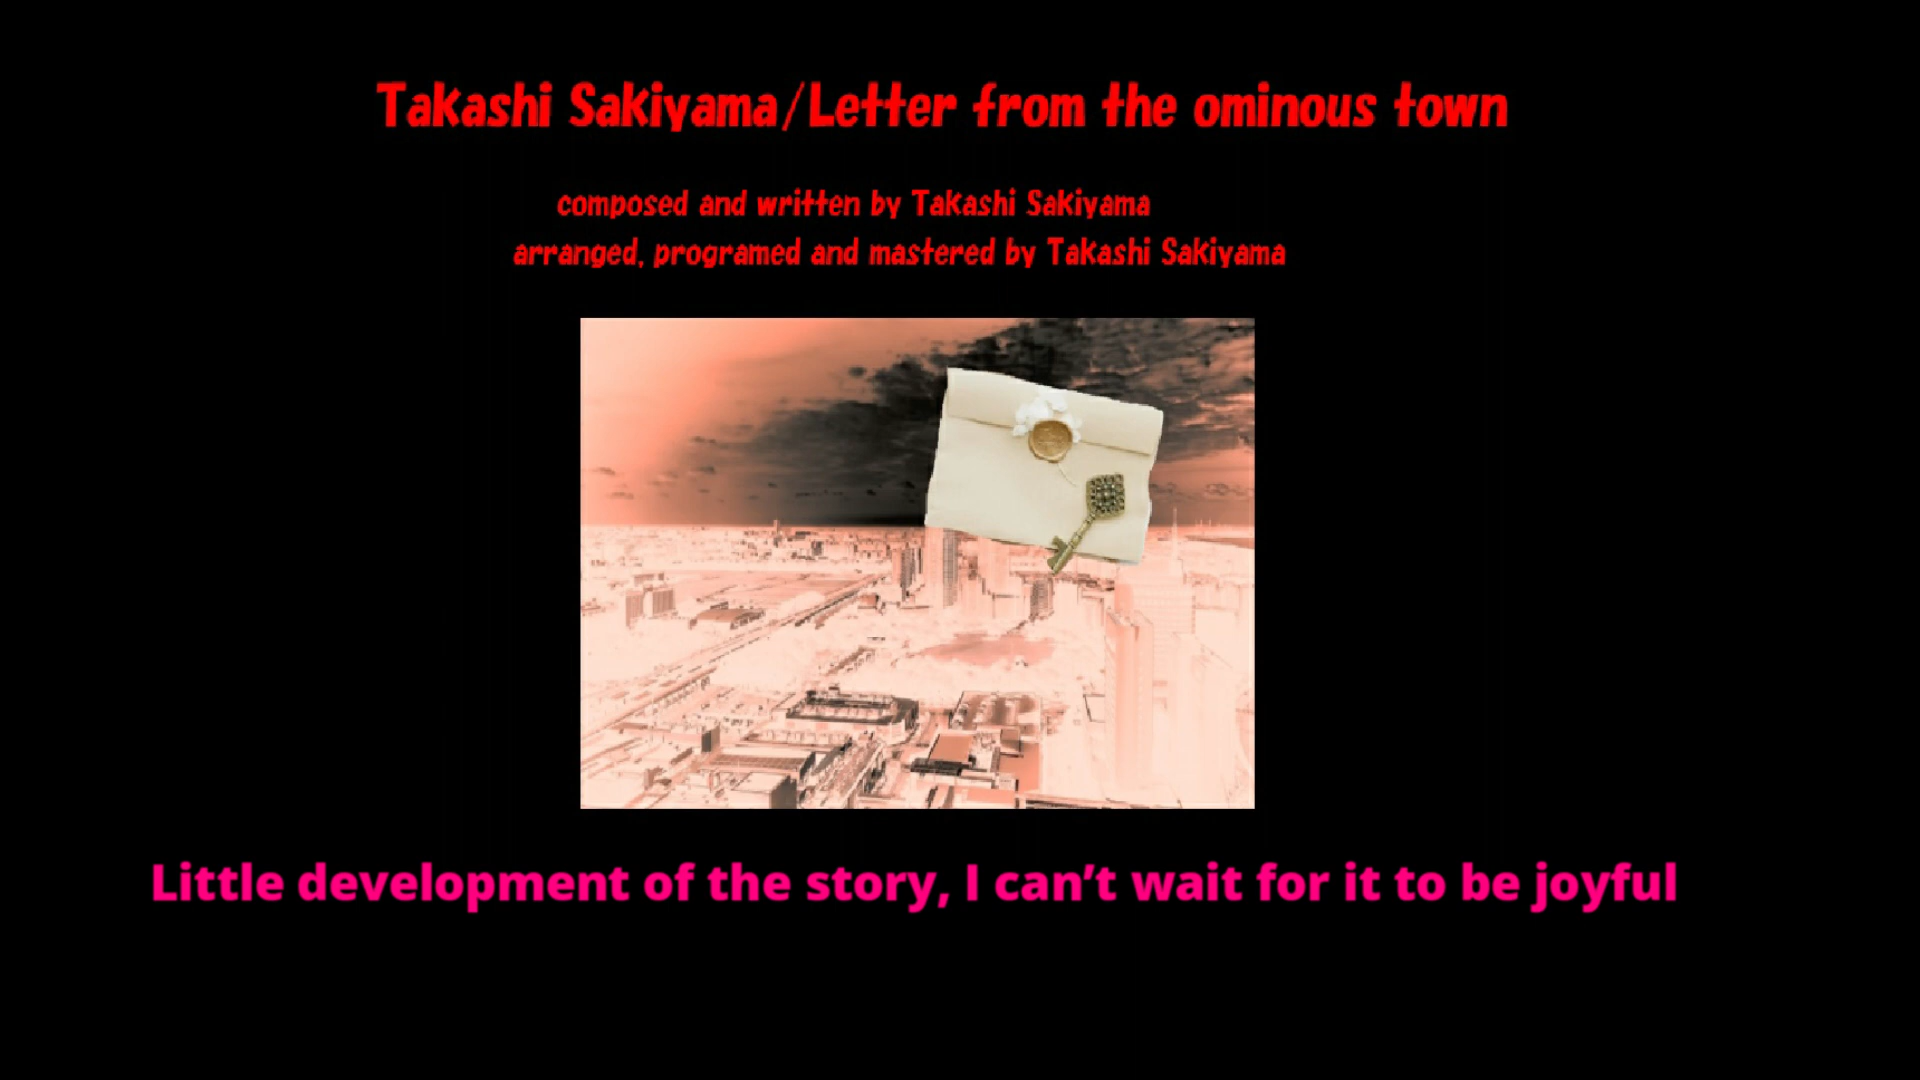 Takashi Sakiyama/Letter from the ominous town
composed and written by Takashi Sakiyama
arranged, programed and mastered by Takashi Sakiyama
Little development of the story, I can’t wait for it to be joyful